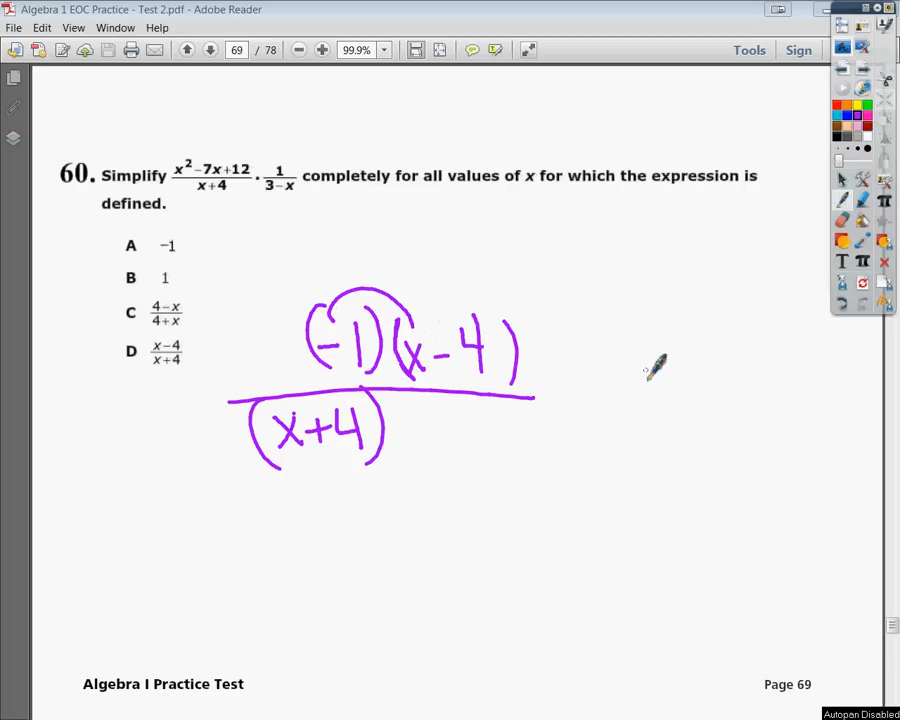 Algebra 1 EOC Practice - Test 2.pdf - Adobe Reader
File Edit View Window Help
69 / 78 99.9% Tools Sign
60. Simplify x²-7x+12/x+4 · 1/3-x completely for all values of x for which the expression is
defined.
A -1
B 1
C 4-x/4+x
D x-4/x+4
(-1)(x-4)
(x+4)
Algebra I Practice Test Page 69
Autopan Disabled